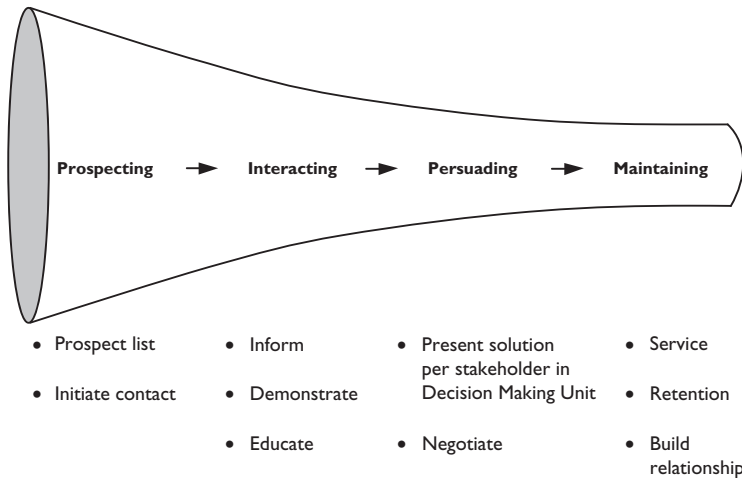 Prospecting
Interacting
Persuading
Maintaining
• Prospect list
• Initiate contact
• Inform
• Demonstrate
• Educate
• Present solution
per stakeholder in
Decision Making Unit
• Negotiate
• Service
• Retention
• Build
relationship